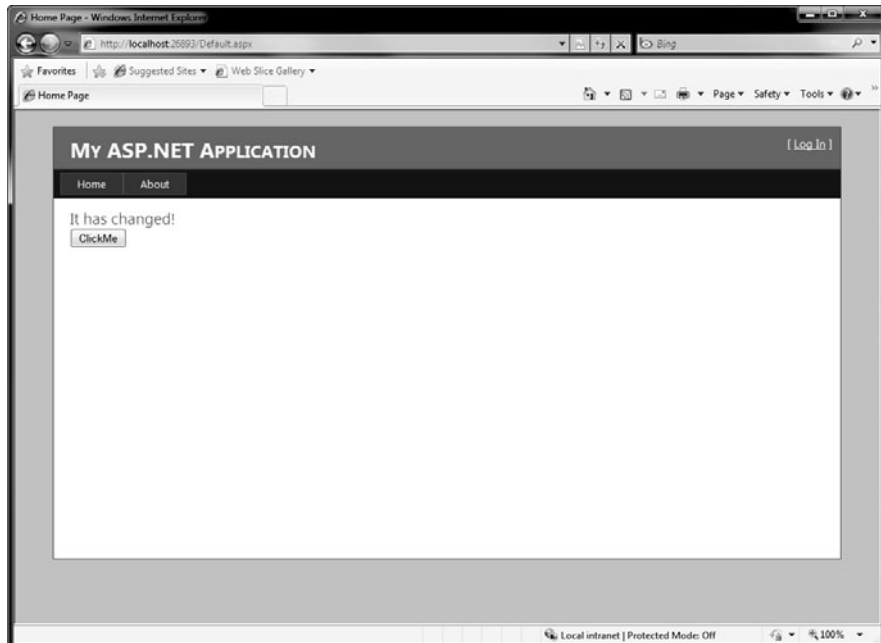 Home Page - Windows Internet Explorer
http://localhost:26893/Default.aspx
Bing
Favorites Suggested Sites Web Slice Gallery
Home Page
Page Safety Tools
MY ASP.NET APPLICATION
[ Log In ]
Home About
It has changed!
ClickMe
Local intranet | Protected Mode: Off
100%